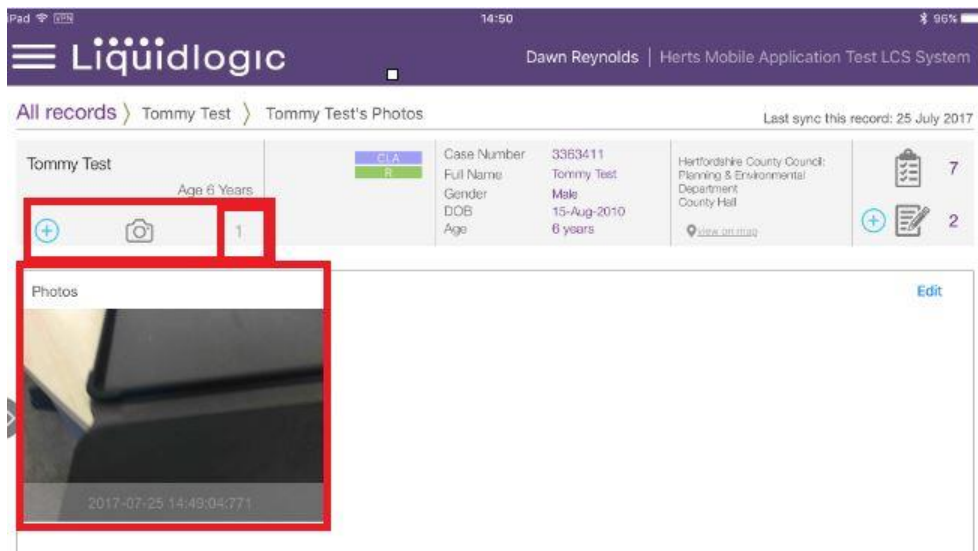 iPad VPN 14:50 96%
Liquidlogic Dawn Reynolds | Herts Mobile Application Test LCS System
All records 〉 Tommy Test 〉 Tommy Test's Photos Last sync this record: 25 July 2017
Tommy Test
Age 6 Years
1
CLA
R
Case Number 3363411
Full Name Tommy Test
Gender Male
DOB 15-Aug-2010
Age 6 years
Hertfordshire County Council:
Planning & Environmental
Department
County Hall
view on map
7
2
Photos Edit
2017-07-25 14:49:04:771